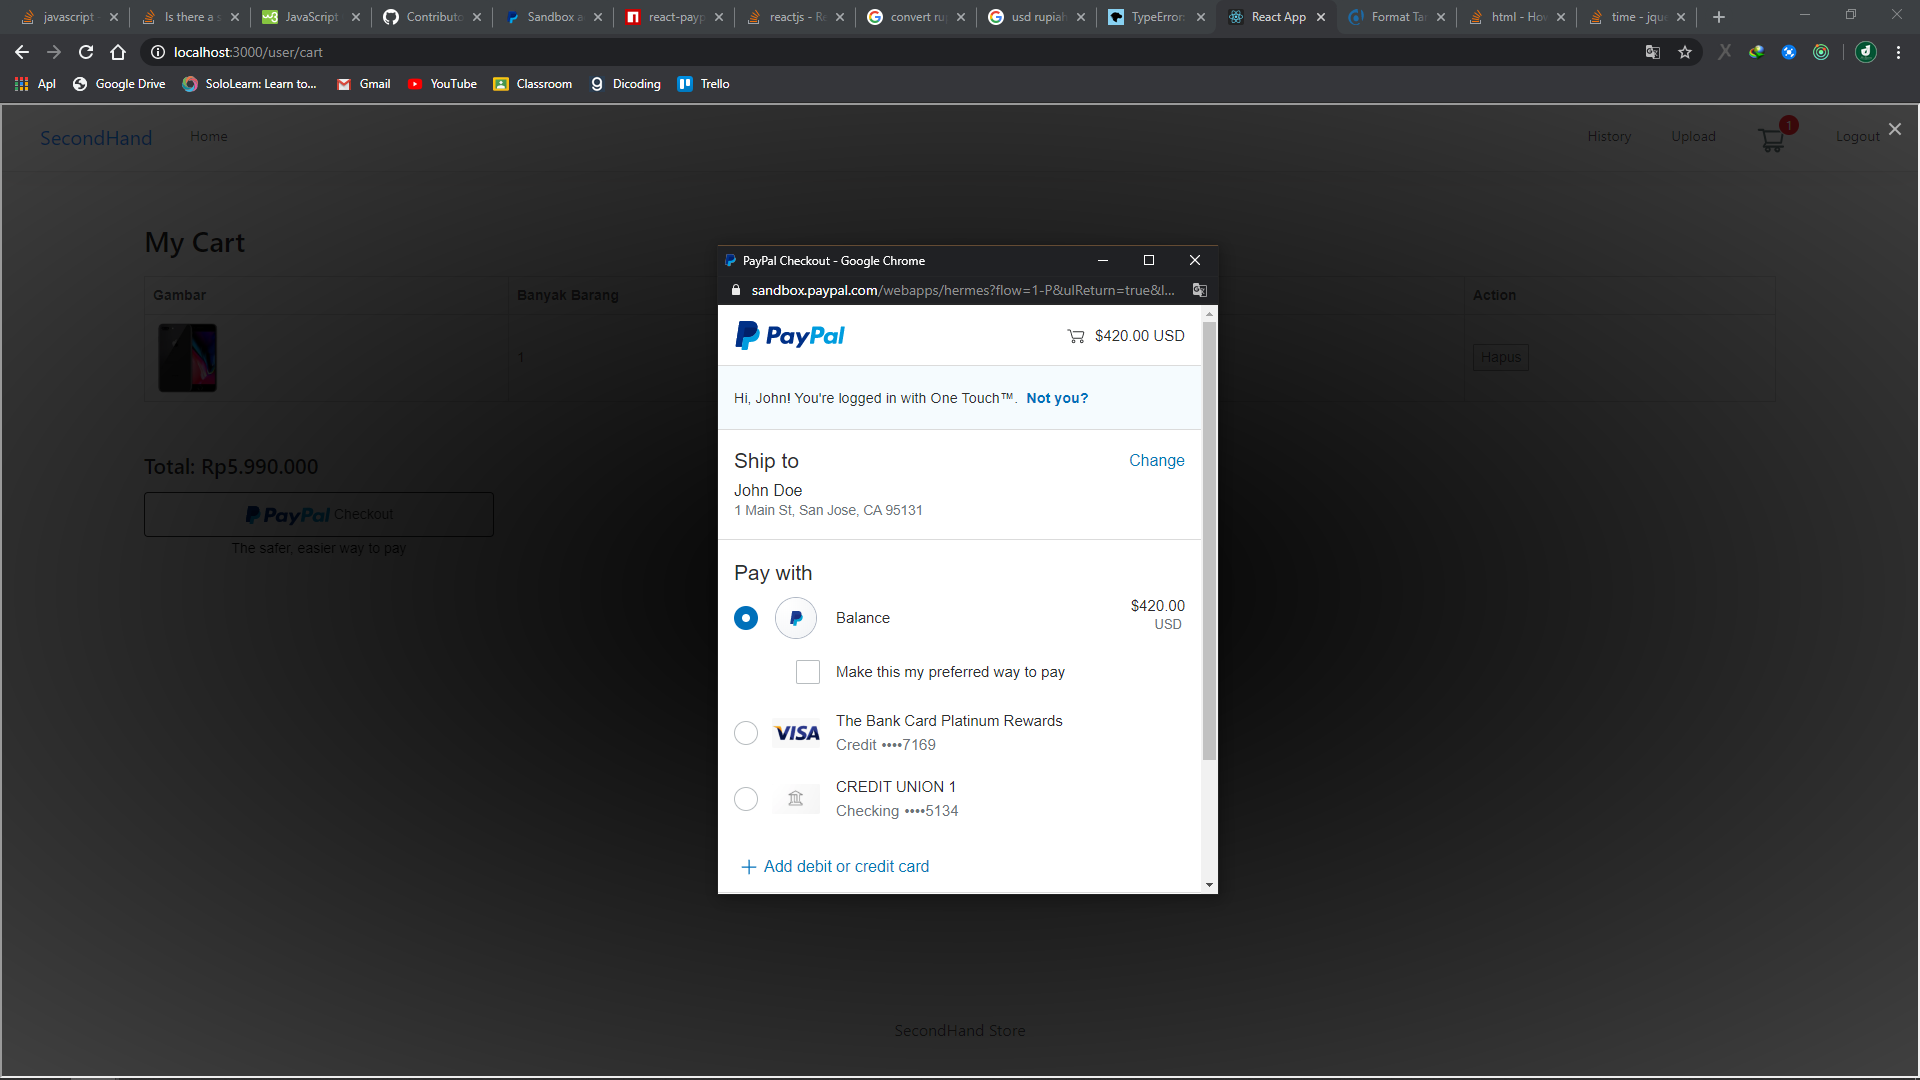 javascript -
Is there a s
JavaScript
Contributo
Sandbox a
react-payp
reactjs - R
convert ru
usd rupiah
TypeError:
React App
Format Ta
html - Ho
time - jqu
localhost:3000/user/cart
Apl
Google Drive
SoloLearn: Learn to...
Gmail
YouTube
Classroom
Dicoding
Trello
SecondHand
Home
History
Upload
1
Logout
My Cart
Gambar
Banyak Barang
Action
1
Hapus
Total: Rp5.990.000
PayPal Checkout
The safer, easier way to pay
PayPal Checkout - Google Chrome
sandbox.paypal.com/webapps/hermes?flow=1-P&ulReturn=true&l...
PayPal
$420.00 USD
Hi, John! You're logged in with One Touch™. Not you?
Ship to
Change
John Doe
1 Main St, San Jose, CA 95131
Pay with
Balance
$420.00
USD
Make this my preferred way to pay
VISA
The Bank Card Platinum Rewards
Credit ••••7169
CREDIT UNION 1
Checking ••••5134
+ Add debit or credit card
SecondHand Store